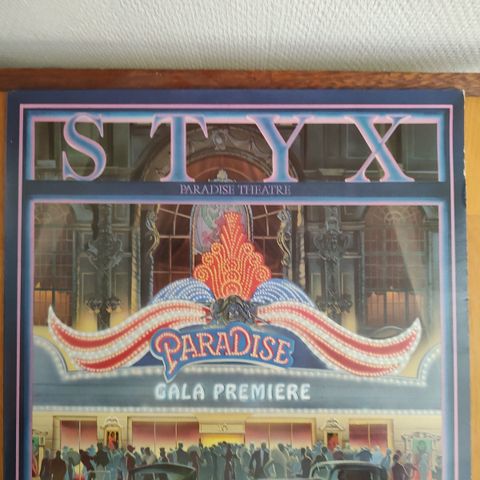 STYX
PARADISE THEATRE
PARADISE
GALA PREMIERE